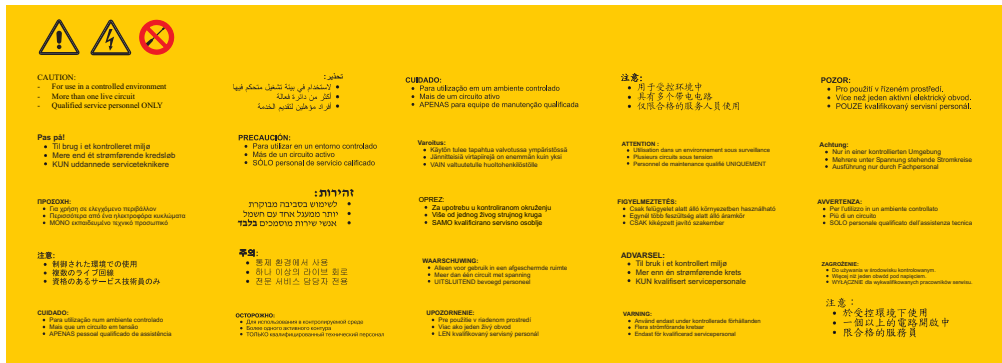 CAUTION:
- For use in a controlled environment
- More than one live circuit
- Qualified service personnel ONLY
تحذير:
• لاستخدام في بيئة تشغيل متحكم فيها
• أكثر من دائرة فعالة
• أفراد مؤهلين لتقديم الخدمة
CUIDADO:
• Para utilização em um ambiente controlado
• Mais de um circuito ativo
• APENAS para equipe de manutenção qualificada
注意:
• 用于受控环境中
• 具有多个带电电路
• 仅限合格的服务人员使用
POZOR:
• Pro použití v řízeném prostředí,
• Více než jeden aktivní elektrický obvod.
• POUZE kvalifikovaný servisní personál.
Pas på!
• Til brug i et kontrolleret miljø
• Mere end ét strømførende kredsløb
• KUN uddannede serviceteknikere
PRECAUCIÓN:
• Para utilizar en un entorno controlado
• Más de un circuito activo
• SÓLO personal de servicio calificado
Varoitus:
• Käytön tulee tapahtua valvotussa ympäristössä
• Jännitteisiä virtapiirejä on enemmän kuin yksi
• VAIN valtuutetulle huoltohenkilöstölle
ATTENTION :
• Utilisation dans un environnement sous surveillance
• Plusieurs circuits sous tension
• Personnel de maintenance qualifié UNIQUEMENT
Achtung:
• Nur in einer kontrollierten Umgebung
• Mehrere unter Spannung stehende Stromkreise
• Ausführung nur durch Fachpersonal
ΠΡΟΣΟΧΗ:
• Για χρήση σε ελεγχόμενο περιβάλλον
• Περισσότερα από ένα ηλεκτροφόρα κυκλώματα
• ΜΟΝΟ εκπαιδευμένο τεχνικό προσωπικό
זהירות:
• לשימוש בסביבה מבוקרת
• יותר ממעגל אחד עם חשמל
• אנשי שירות מוסמכים בלבד
OPREZ:
• Za upotrebu u kontroliranom okruženju
• Više od jednog živog strujnog kruga
• SAMO kvalificirano servisno osoblje
FIGYELMEZTETÉS:
• Csak felügyelet alatt álló környezetben használható
• Egynél több feszültség alatt álló áramkör
• CSAK kiképzett javító szakember
AVVERTENZA:
• Per l'utilizzo in un ambiente controllato
• Più di un circuito
• SOLO personale qualificato dell'assistenza tecnica
注意:
• 制御された環境での使用
• 複数のライブ回線
• 資格のあるサービス技術員のみ
주의:
• 통제 환경에서 사용
• 하나 이상의 라이브 회로
• 전문 서비스 담당자 전용
WAARSCHUWING:
• Alleen voor gebruik in een afgeschermde ruimte
• Meer dan één circuit met spanning
• UITSLUITEND bevoegd personeel
ADVARSEL:
• Til bruk i et kontrollert miljø
• Mer enn én strømførende krets
• KUN kvalifisert servicepersonale
ZAGROŻENIE:
• Do używania w środowisku kontrolowanym.
• Więcej niż jeden obwód pod napięciem.
• WYŁĄCZNIE dla wykwalifikowanych pracowników serwisu.
CUIDADO:
• Para utilização num ambiente controlado
• Mais que um circuito em tensão
• APENAS pessoal qualificado de assistência
ОСТОРОЖНО:
• Для использования в контролируемой среде
• Более одного активного контура
• ТОЛЬКО квалифицированный технический персонал
UPOZORNENIE:
• Pre použitie v riadenom prostredí
• Viac ako jeden živý obvod
• LEN kvalifikovaný servisný personál
VARNING:
• Använd endast under kontrollerade förhållanden
• Flera strömförande kretsar
• Endast för kvalificerad servicepersonal
注意：
• 於受控環境下使用
• 一個以上的電路開啟中
• 限合格的服務員